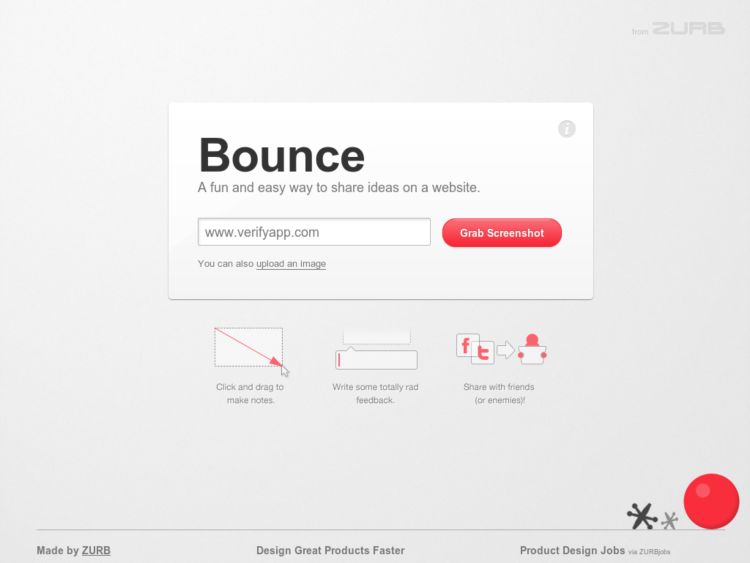 from ZURB
Bounce
A fun and easy way to share ideas on a website.
www.verifyapp.com
Grab Screenshot
You can also upload an image
Click and drag to
make notes.
Write some totally rad
feedback.
Share with friends
(or enemies)!
Made by ZURB
Design Great Products Faster
Product Design Jobs via ZURBjobs